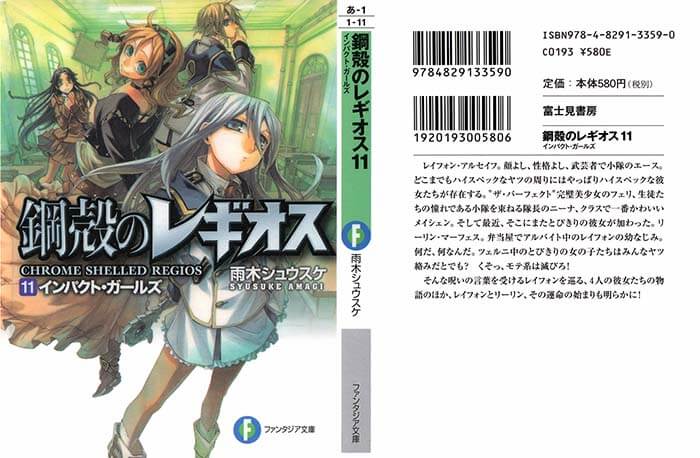 鋼殻のレギオス
CHROME SHELLED REGIOS
11 インパクト・ガールズ
雨木シュウスケ
SYUSUKE AMAGI
F ファンタジア文庫
あ-1
1-11
鋼殻のレギオス11
インパクト・ガールズ
F
雨木シュウスケ
ファンタジア文庫
ISBN978-4-8291-3359-0
C0193 ¥580E
9784829133590
定価:本体580円(税別)
1920193005806
富士見書房
鋼殻のレギオス11
インパクト・ガールズ
レイフォン・アルセイフ。顔よし、性格よし、武芸者で小隊のエース。
どこまでもハイスペックなヤツの周りにはやっぱりハイスペックな彼
女たちが存在する。“ザ・パーフェクト”完璧美少女のフェリ、生徒た
ちの憧れである小隊を束ねる隊長のニーナ、クラスで一番かわいい
メイシェン。そして最近、そこにまたとびきりの彼女が加わった。リ
ーリン・マーフェス。弁当屋でアルバイト中のレイフォンの幼なじみ。
何だ、何なんだ。ツェルニ中のとびきりの女の子たちはみんなヤツ
絡みだとでも? くそっ、モテ系は滅びろ!
そんな呪いの言葉を受けるレイフォンを巡る、4人の彼女たちの物
語のほか、レイフォンとリーリン、その運命の始まりも明らかに!